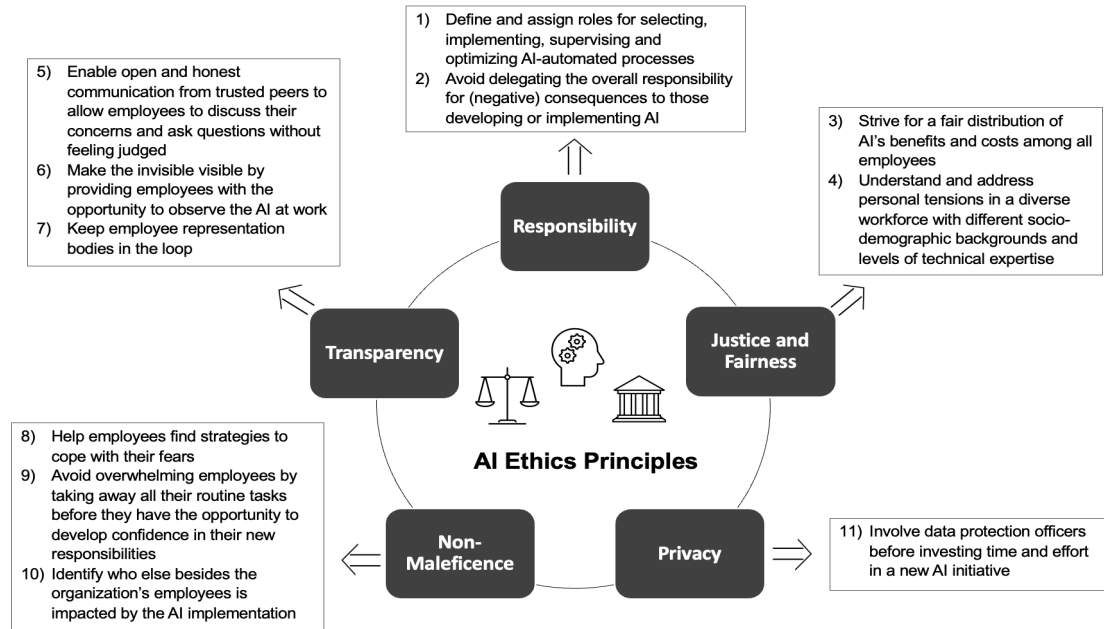 1) Define and assign roles for selecting,
implementing, supervising and
optimizing AI-automated processes
2) Avoid delegating the overall responsibility
for (negative) consequences to those
developing or implementing AI
5) Enable open and honest
communication from trusted peers to
allow employees to discuss their
concerns and ask questions without
feeling judged
6) Make the invisible visible by
providing employees with the
opportunity to observe the AI at work
7) Keep employee representation
bodies in the loop
3) Strive for a fair distribution of
AI's benefits and costs among all
employees
4) Understand and address
personal tensions in a diverse
workforce with different socio-
demographic backgrounds and
levels of technical expertise
Responsibility
Transparency
Justice and
Fairness
AI Ethics Principles
8) Help employees find strategies to
cope with their fears
9) Avoid overwhelming employees by
taking away all their routine tasks
before they have the opportunity to
develop confidence in their new
responsibilities
10) Identify who else besides the
organization's employees is
impacted by the AI implementation
Non-
Maleficence
Privacy
11) Involve data protection officers
before investing time and effort
in a new AI initiative